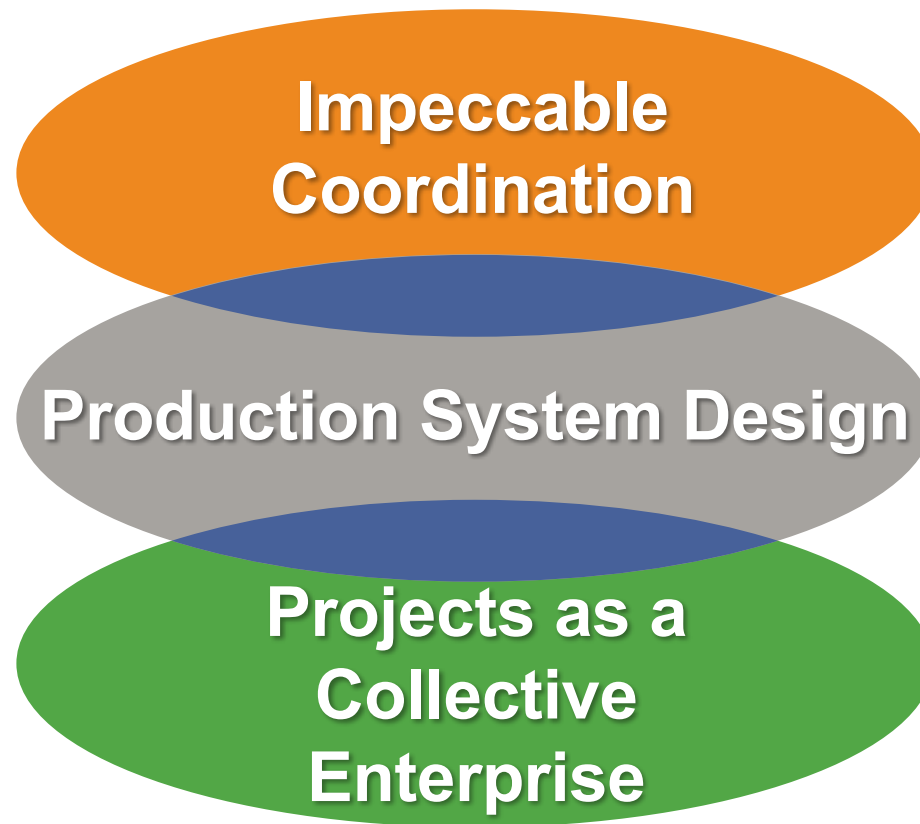 Impeccable
Coordination
Production System Design
Projects as a
Collective
Enterprise